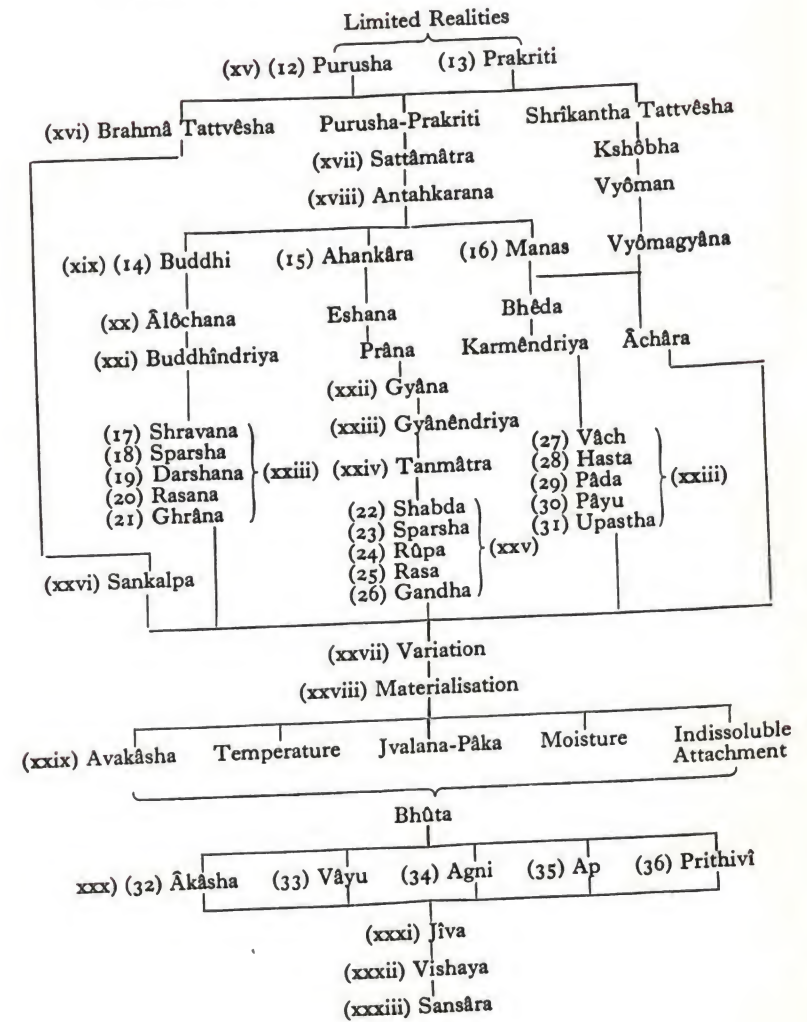 Limited Realities
(xv) (12) Purusha (13) Prakriti
(xvi) Brahmâ Tattvêsha Purusha-Prakriti Shrîkantha Tattvêsha
(xvii) Sattâmâtra Kshôbha
(xviii) Antahkarana Vyôman
(xix) (14) Buddhi (15) Ahankâra (16) Manas Vyômagyâna
(xx) Âlôchana Eshana Bhêda
(xxi) Buddhîndriya Prâna Karmêndriya Âchâra
(xxii) Gyâna
(xxiii) Gyânêndriya
(xxiv) Tanmâtra
(17) Shravana
(18) Sparsha
(19) Darshana (xxiii)
(20) Rasana
(21) Ghrâna
(22) Shabda
(23) Sparsha
(24) Rûpa (xxv)
(25) Rasa
(26) Gandha
(27) Vâch
(28) Hasta
(29) Pâda (xxiii)
(30) Pâyu
(31) Upastha
(xxvi) Sankalpa
(xxvii) Variation
(xxviii) Materialisation
(xxix) Avakâsha Temperature Jvalana-Pâka Moisture Indissoluble
Attachment
Bhûta
xxx) (32) Âkâsha (33) Vâyu (34) Agni (35) Ap (36) Prithivî
(xxxi) Jîva
(xxxii) Vishaya
(xxxiii) Sansâra